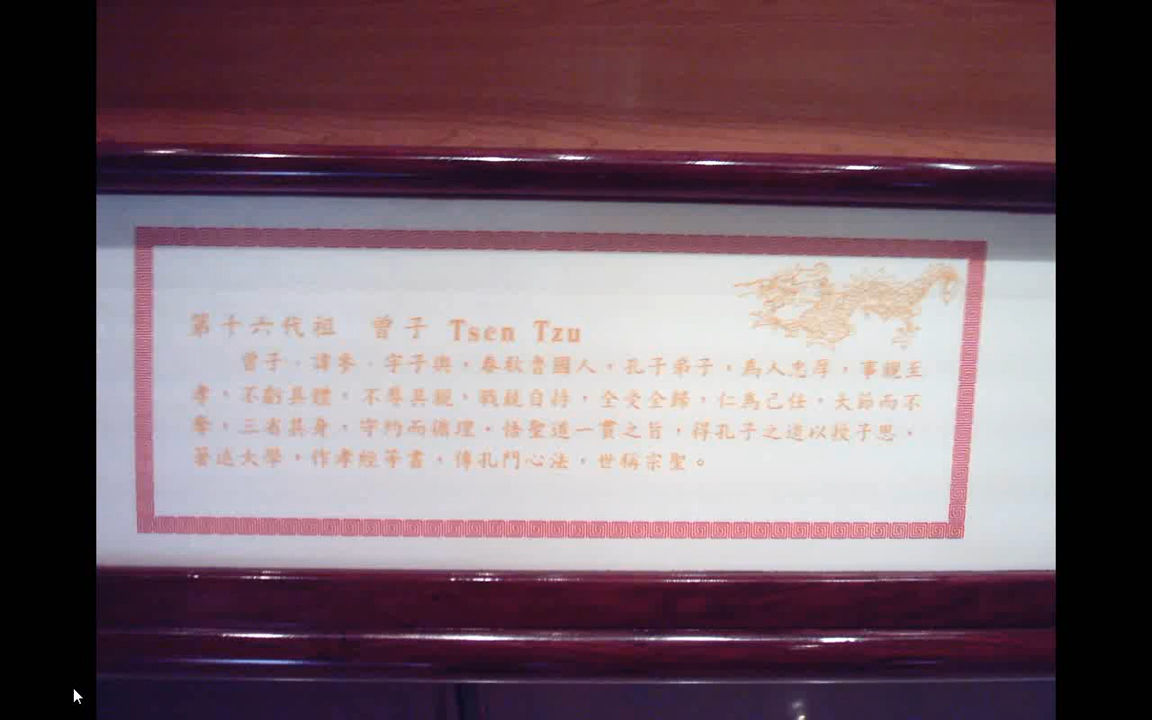 第十六代祖 曾子 Tsen Tzu
曾子，諱參，字子輿，春秋魯國人，孔子弟子，為人忠厚，事親至
孝，不虧其體，不辱其親，戰兢自持，全受全歸，仁為己任，大節而不
奪，三省其身，守約而循理，悟聖道一貫之旨，得孔子之道以授子思，
著述大學，作孝經等書，傳孔門心法，世稱宗聖。